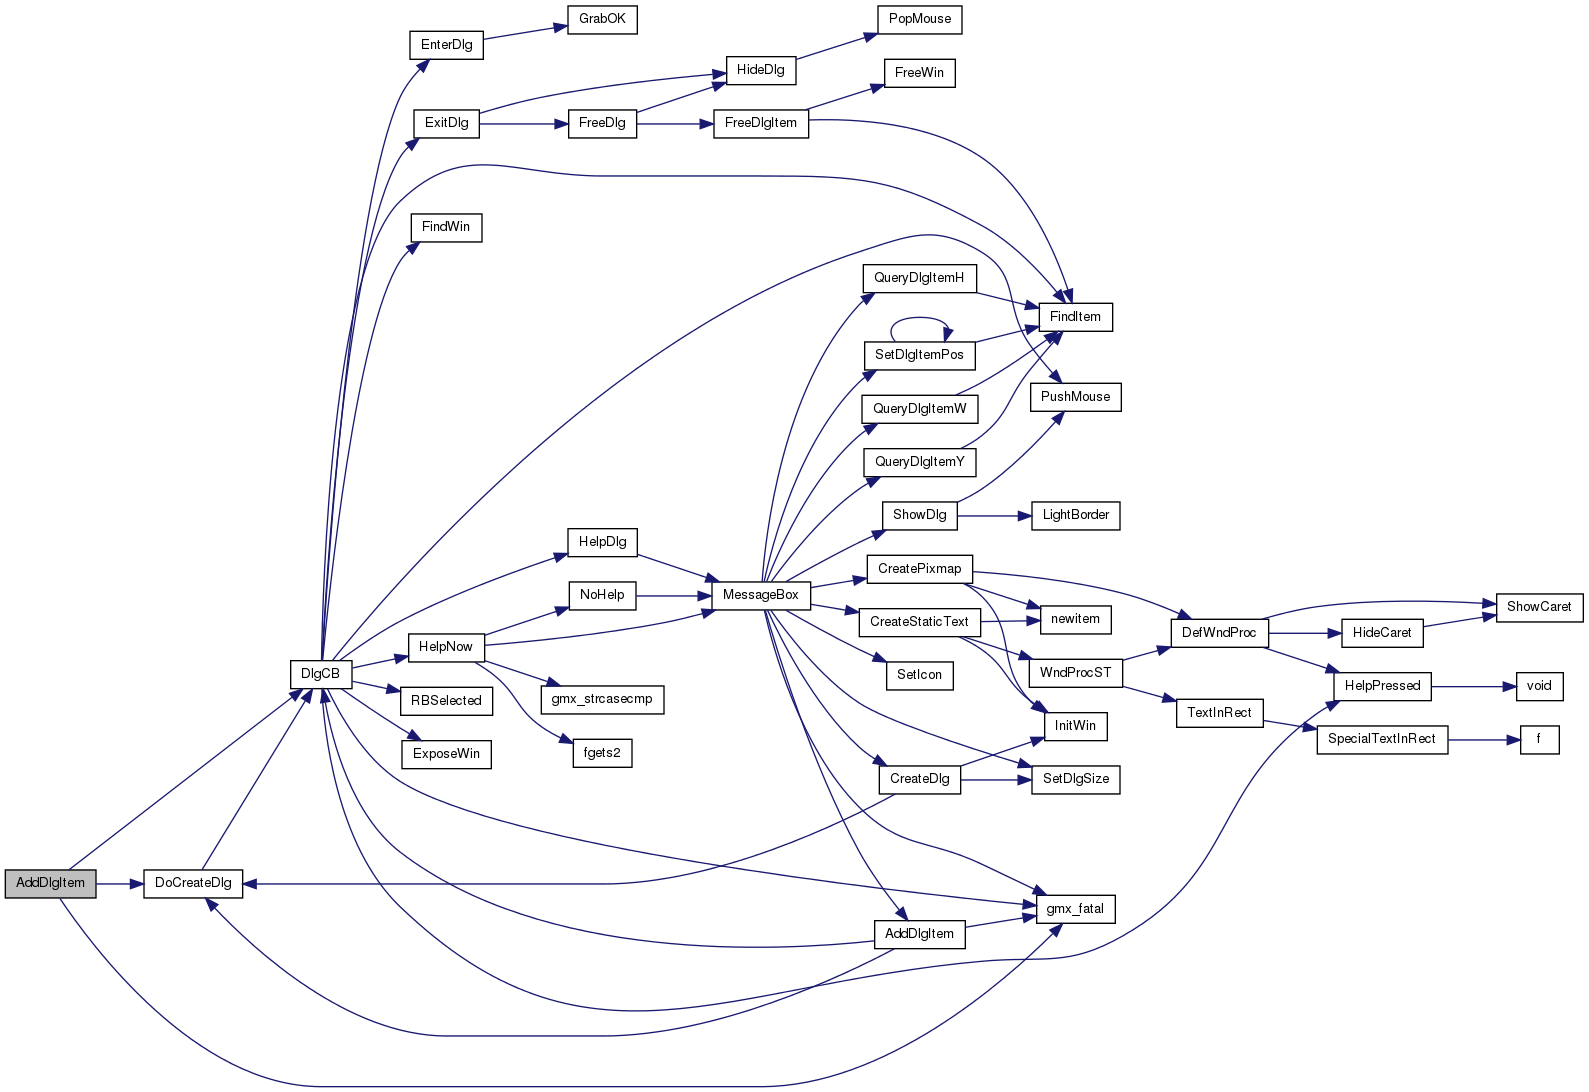 GrabOK
PopMouse
EnterDlg
HideDlg
FreeWin
ExitDlg
FreeDlg
FreeDlgItem
FindWin
QueryDlgItemH
FindItem
SetDlgItemPos
PushMouse
QueryDlgItemW
QueryDlgItemY
ShowDlg
LightBorder
HelpDlg
CreatePixmap
NoHelp
MessageBox
ShowCaret
CreateStaticText
newitem
DefWndProc
HideCaret
HelpNow
DlgCB
SetIcon
WndProcST
HelpPressed
void
RBSelected
gmx_strcasecmp
TextInRect
InitWin
SpecialTextInRect
f
ExposeWin
fgets2
CreateDlg
SetDlgSize
AddDlgItem
DoCreateDlg
gmx_fatal
AddDlgItem